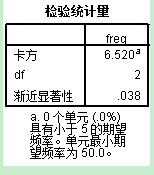 检验统计量
freq
卡方 6.520a
df 2
渐近显著性 .038
a. 0 个单元 (.0%)
具有小于 5 的期望
频率。单元最小期
望频率为 50.0。